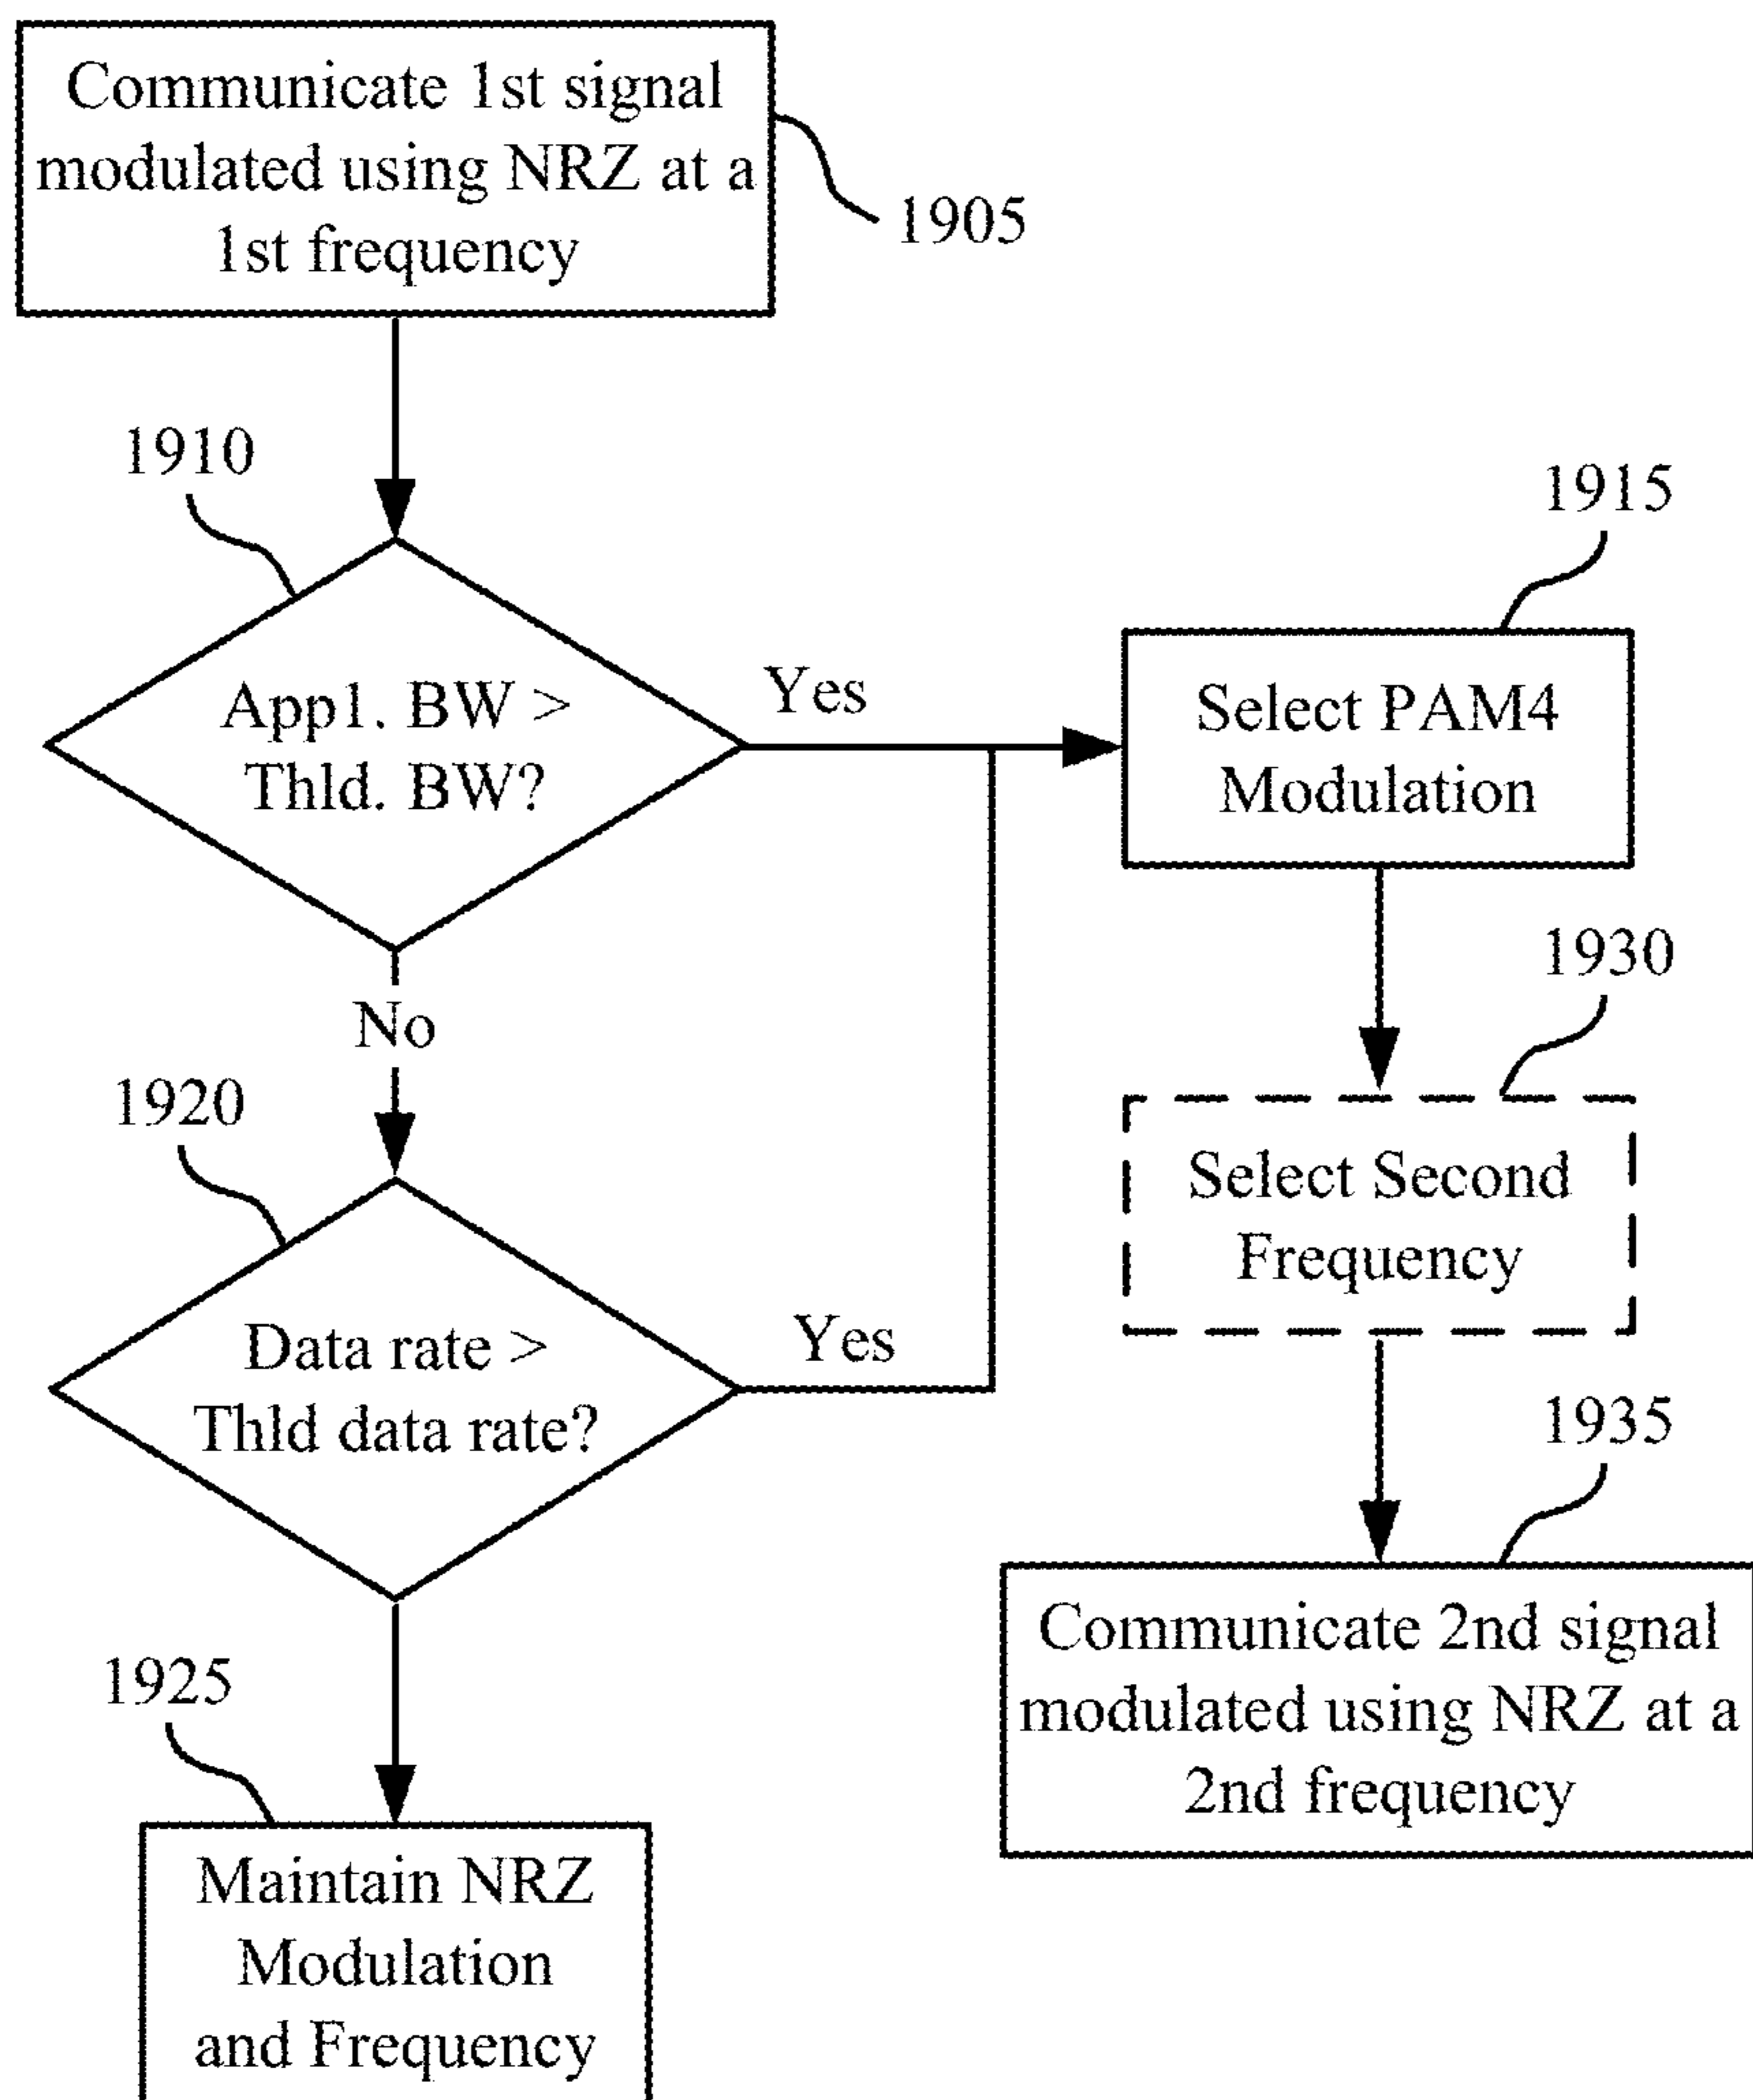 Communicate 1st signal
modulated using NRZ at a
1st frequency
1905
1910
App1. BW >
Thld. BW?
Yes
1915
Select PAM4
Modulation
No
1930
Select Second
Frequency
1920
Data rate >
Thld data rate?
Yes
1935
Communicate 2nd signal
modulated using NRZ at a
2nd frequency
1925
Maintain NRZ
Modulation
and Frequency